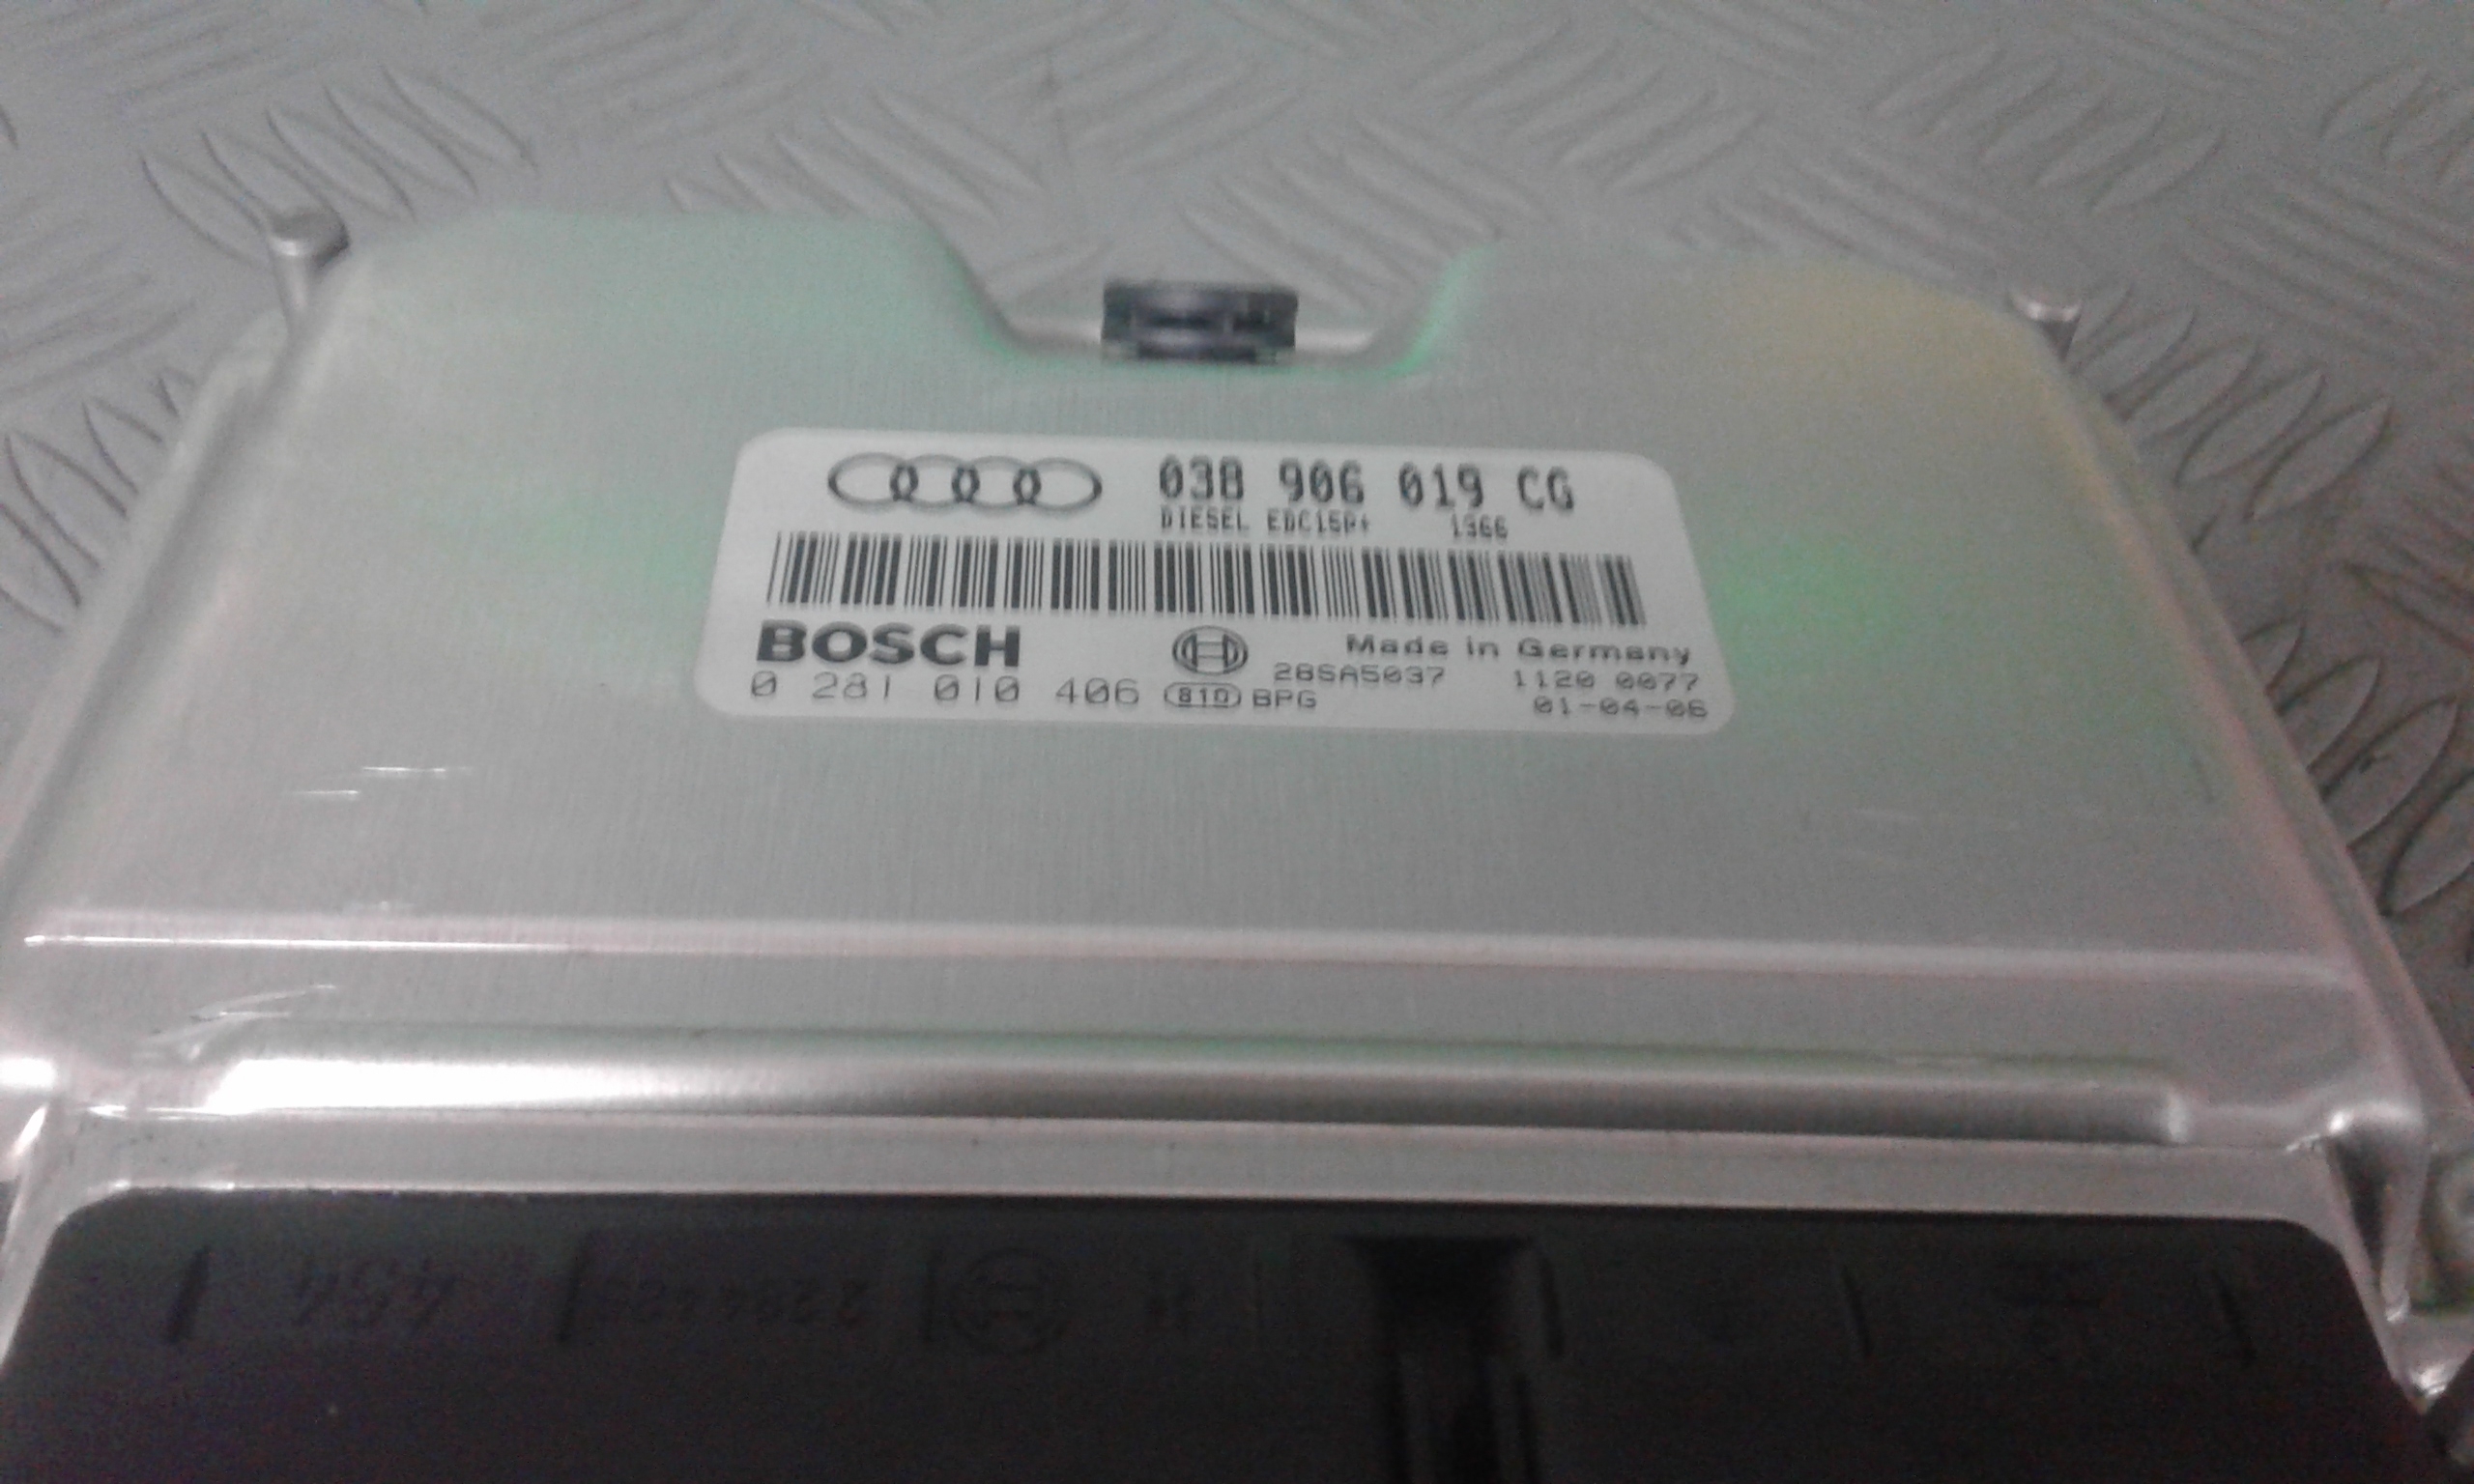 038 906 019 CG
DIESEL EDC15P+ 1366
BOSCH
Made in Germany
28SA5037 1120 0077
0 281 010 406 810 BPG
01-04-06